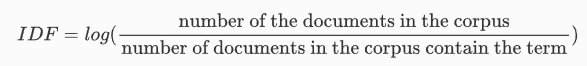 IDF = log(number of the documents in the corpus / number of documents in the corpus contain the term)